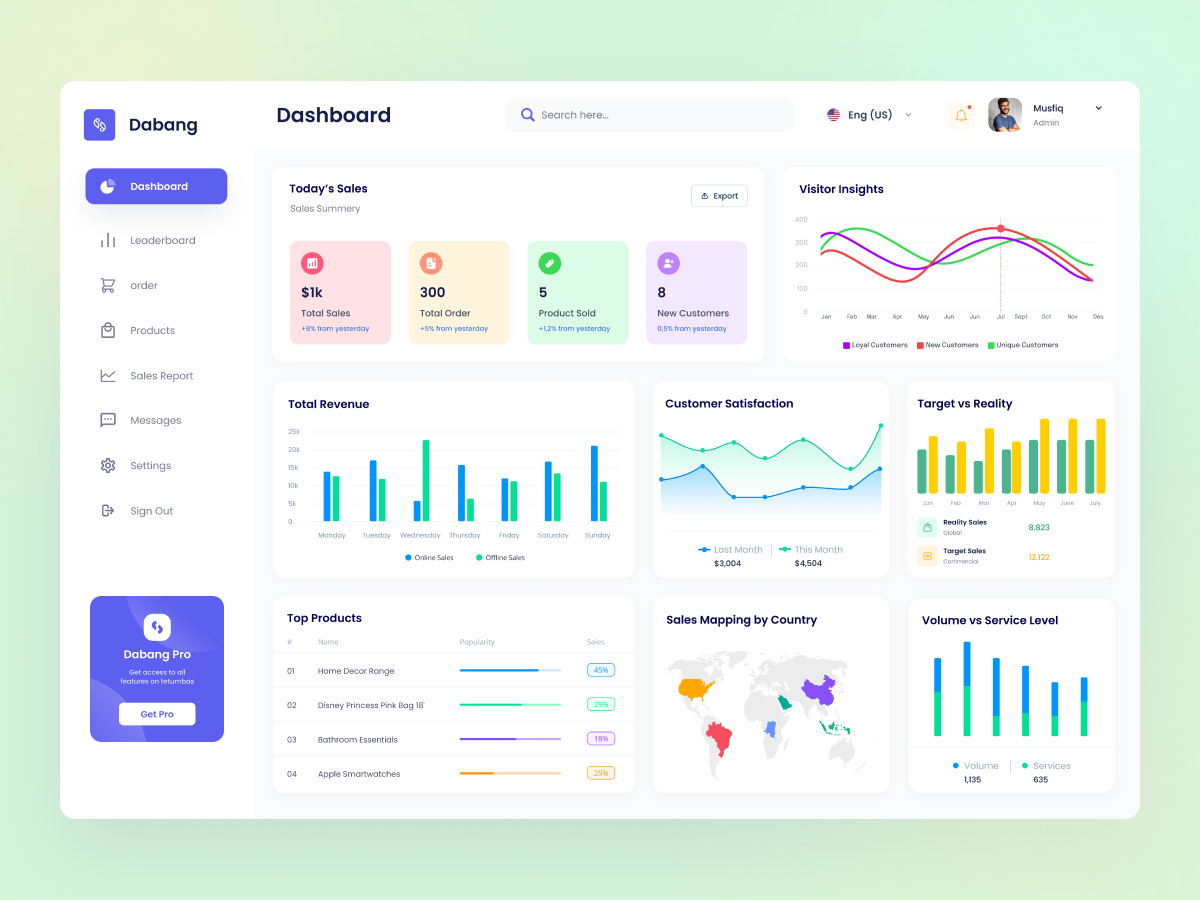 Dabang
Dashboard
Search here...
Eng (US)
Musfiq
Admin
Dashboard
Leaderboard
order
Products
Sales Report
Messages
Settings
Sign Out
Dabang Pro
Get access to all
features on tetumbas
Get Pro
Today’s Sales
Sales Summery
Export
$1k
Total Sales
+8% from yesterday
300
Total Order
+5% from yesterday
5
Product Sold
+1,2% from yesterday
8
New Customers
0,5% from yesterday
Visitor Insights
400
300
200
100
0
Jan Feb Mar Apr May Jun Jun Jul Sept Oct Nov Des
Loyal Customers New Customers Unique Customers
Total Revenue
25k
20k
15k
10k
5k
0
Monday Tuesday Wednesday Thursday Friday Saturday Sunday
Online Sales Offline Sales
Customer Satisfaction
Last Month This Month
$3,004 $4,504
Target vs Reality
Jan Feb Mar Apr May June July
Reality Sales
Global
8.823
Target Sales
Commercial
12.122
Top Products
# Name Popularity Sales
01 Home Decor Range 45%
02 Disney Princess Pink Bag 18' 29%
03 Bathroom Essentials 18%
04 Apple Smartwatches 25%
Sales Mapping by Country
Volume vs Service Level
Volume Services
1,135 635